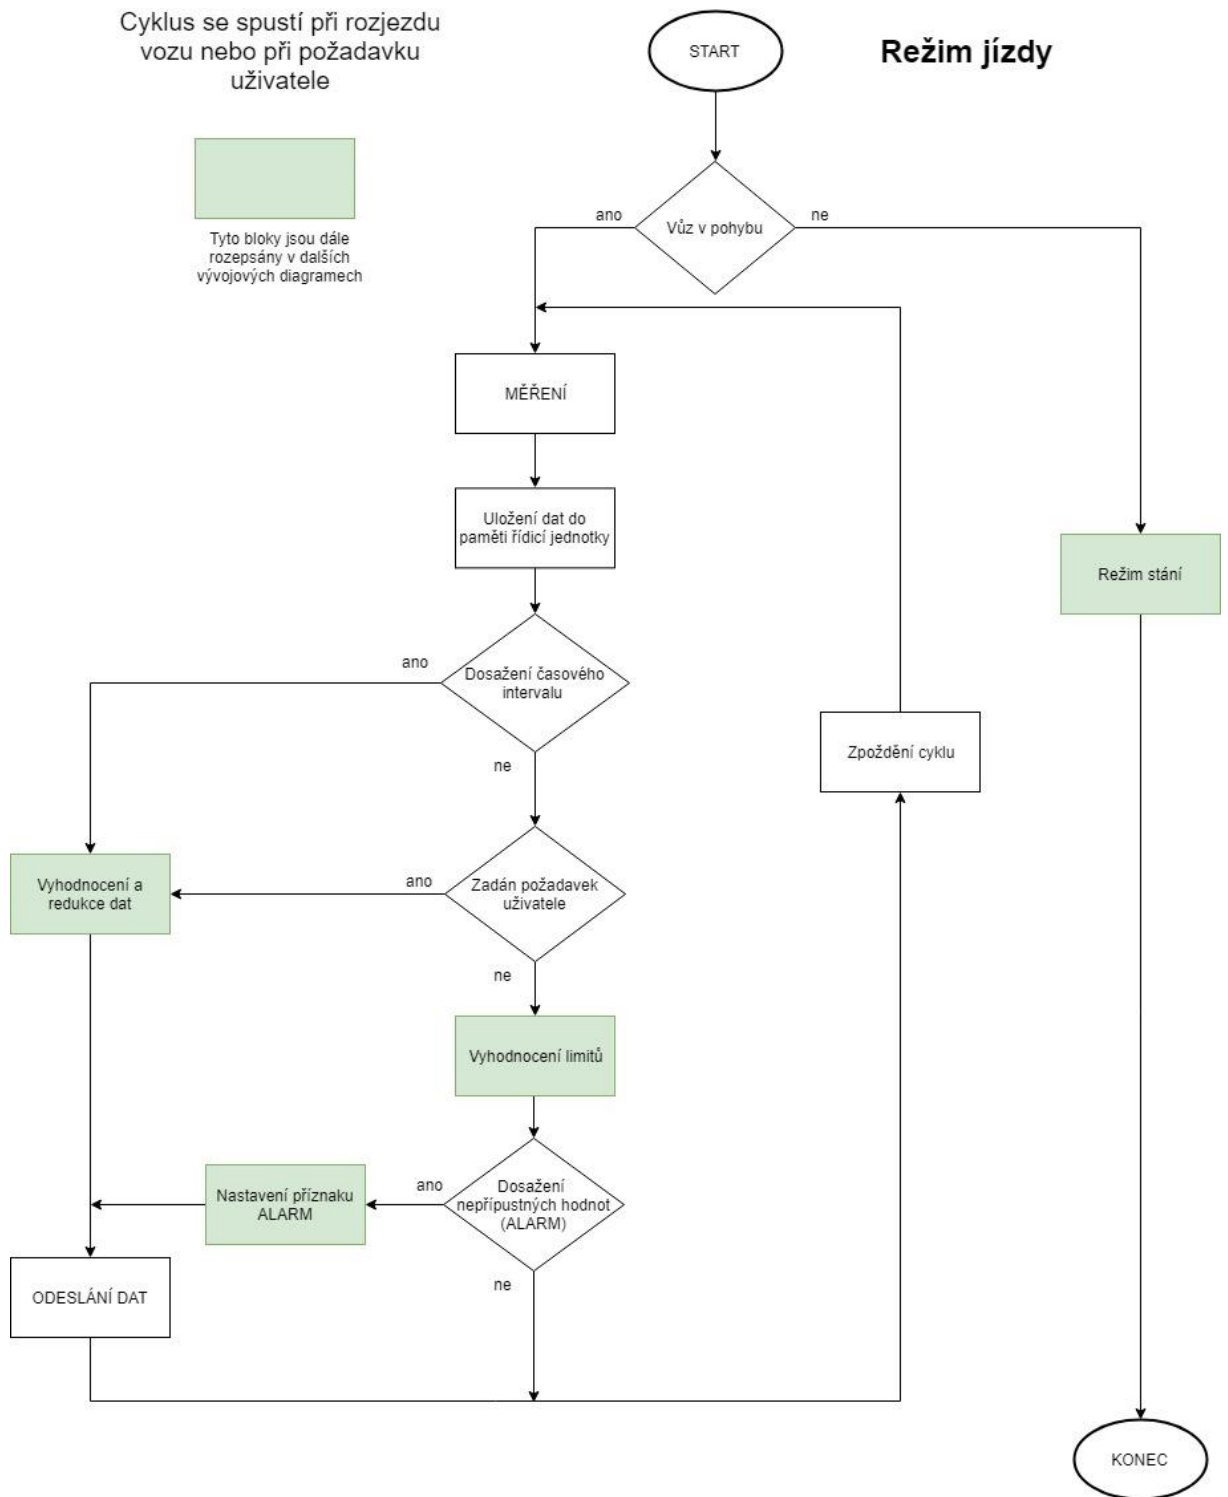 Cyklus se spustí při rozjezdu
vozu nebo při požadavku
uživatele
START
Režim jízdy
Tyto bloky jsou dále
rozepsány v dalších
vývojových diagramech
ano
Vůz v pohybu
ne
MĚŘENÍ
Uložení dat do
paměti řídicí jednotky
Režim stání
ano
Dosažení časového
intervalu
ne
Zpoždění cyklu
Vyhodnocení a
redukce dat
ano
Zadán požadavek
uživatele
ne
Vyhodnocení limitů
Nastavení příznaku
ALARM
ano
Dosažení
nepřípustných hodnot
(ALARM)
ne
ODESLÁNÍ DAT
KONEC